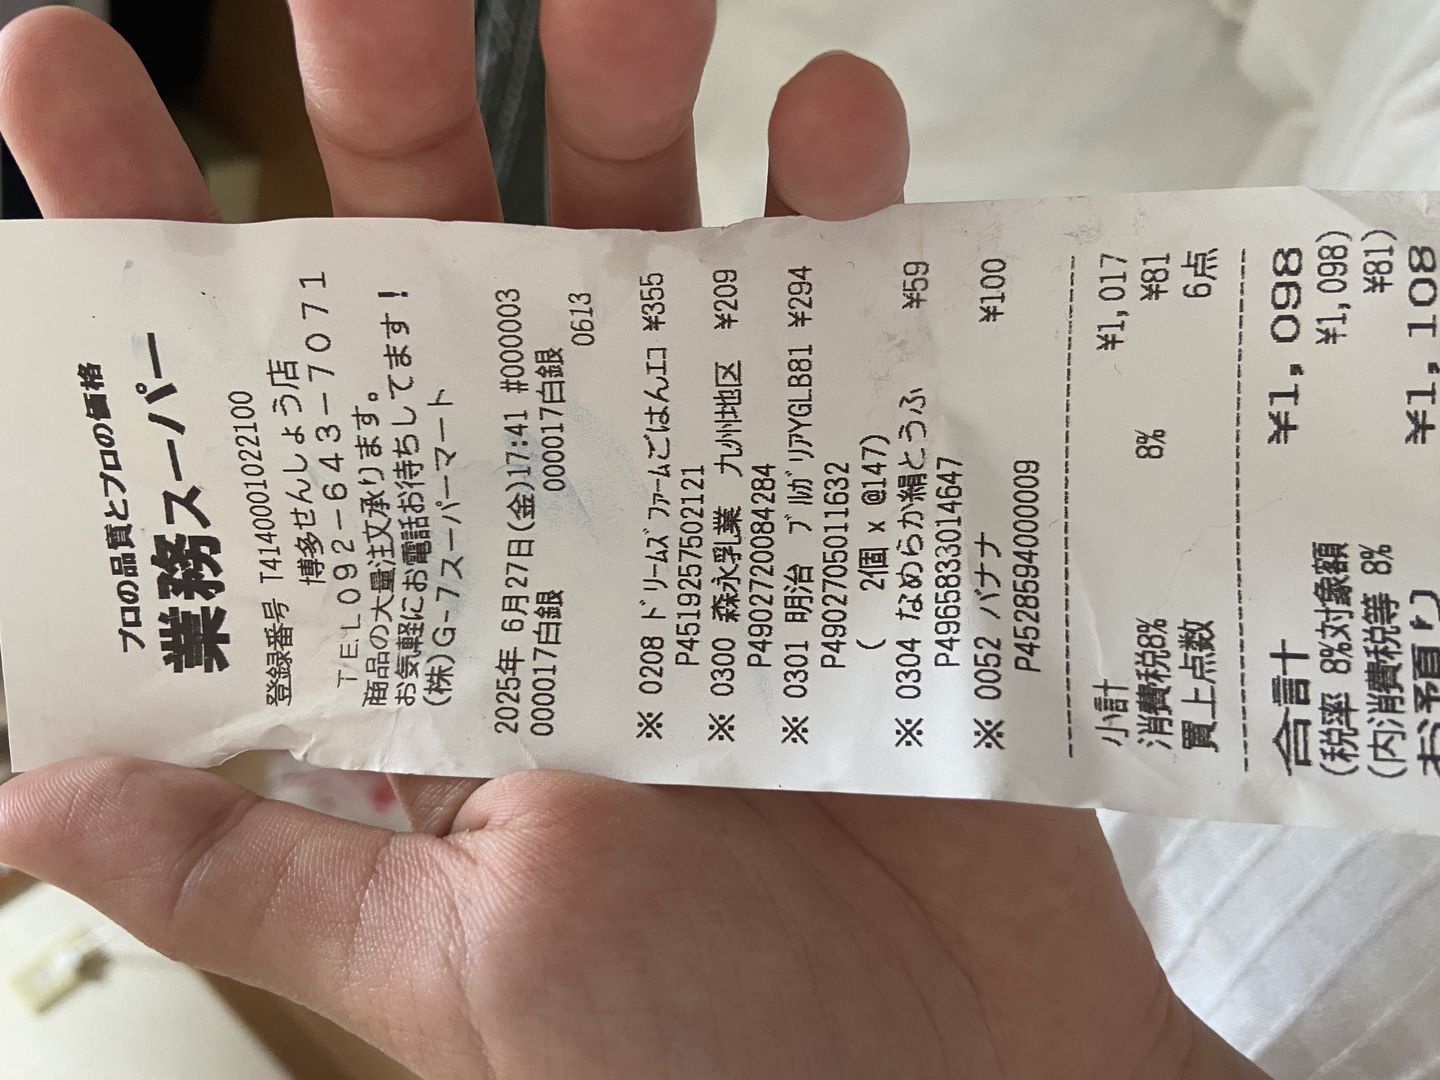 プロの品質とプロの価格
業務スーパー
登録番号 T4140001022100
博多せんしょう店
TEL092-643-7071
商品の大量注文承ります。
お気軽にお電話お待ちしてます!
(株)G-7スーパーマート
2025年 6月27日(金)17:41 #000003
000017白銀 000017白銀
0613
※ 0208 ドリームズファームごはんエコ ¥355
P4519257502121
※ 0300 森永乳業 九州地区 ¥209
P4902720084284
※ 0301 明治 ブルガリアYGLB81 ¥294
P4902705011632
( 2個 x @147)
※ 0304 なめらか絹とうふ ¥59
P4965833014647
※ 0052 バナナ ¥100
P4528594000009
小計 ¥1,017
消費税8% 8% ¥81
買上点数 6点
合計 ¥1,098
(税率 8%対象額 ¥1,098)
(内消費税等 8% ¥81)
お預り ¥1,108